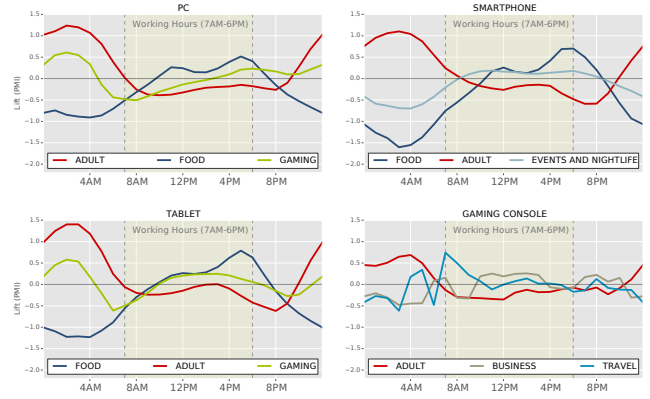 PC
Working Hours (7AM-6PM)
Lift (PMI)
1.5
1.0
0.5
0.0
−0.5
−1.0
−1.5
−2.0
ADULT FOOD GAMING
4AM 8AM 12PM 4PM 8PM
SMARTPHONE
Working Hours (7AM-6PM)
1.5
1.0
0.5
0.0
−0.5
−1.0
−1.5
−2.0
FOOD ADULT EVENTS AND NIGHTLIFE
4AM 8AM 12PM 4PM 8PM
TABLET
Working Hours (7AM-6PM)
Lift (PMI)
1.5
1.0
0.5
0.0
−0.5
−1.0
−1.5
−2.0
FOOD ADULT GAMING
4AM 8AM 12PM 4PM 8PM
GAMING CONSOLE
Working Hours (7AM-6PM)
1.5
1.0
0.5
0.0
−0.5
−1.0
−1.5
−2.0
ADULT BUSINESS TRAVEL
4AM 8AM 12PM 4PM 8PM